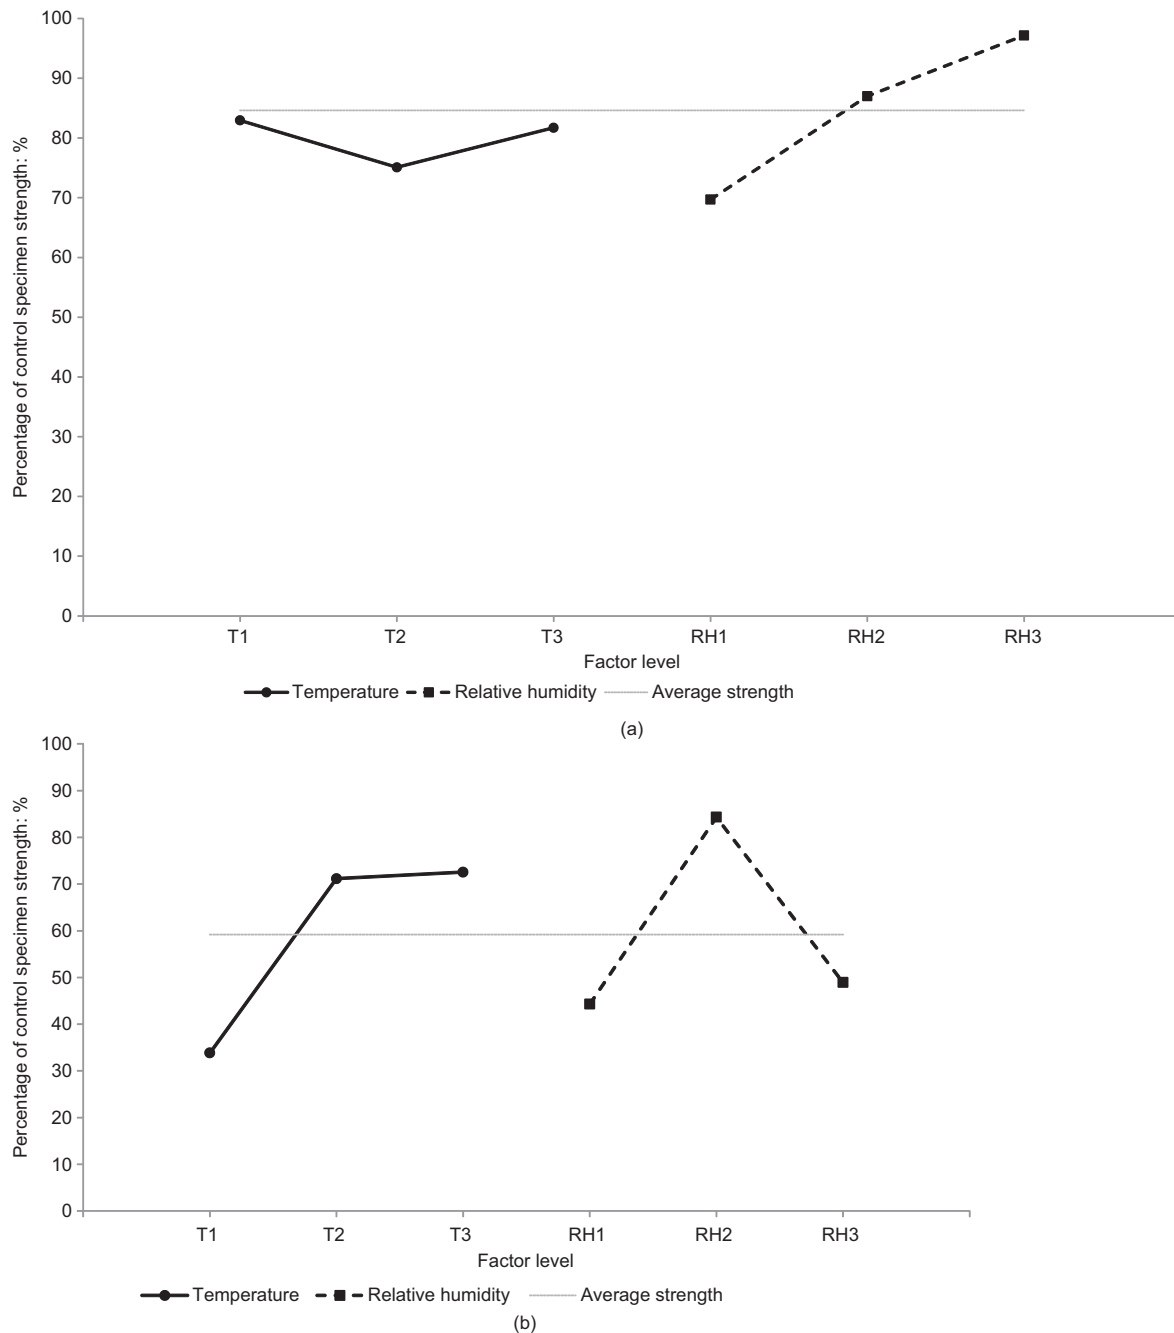 Percentage of control specimen strength: %
100
90
80
70
60
50
40
30
20
10
0
T1 T2 T3 RH1 RH2 RH3
Factor level
Temperature Relative humidity Average strength
(a)
Percentage of control specimen strength: %
100
90
80
70
60
50
40
30
20
10
0
T1 T2 T3 RH1 RH2 RH3
Factor level
Temperature Relative humidity Average strength
(b)